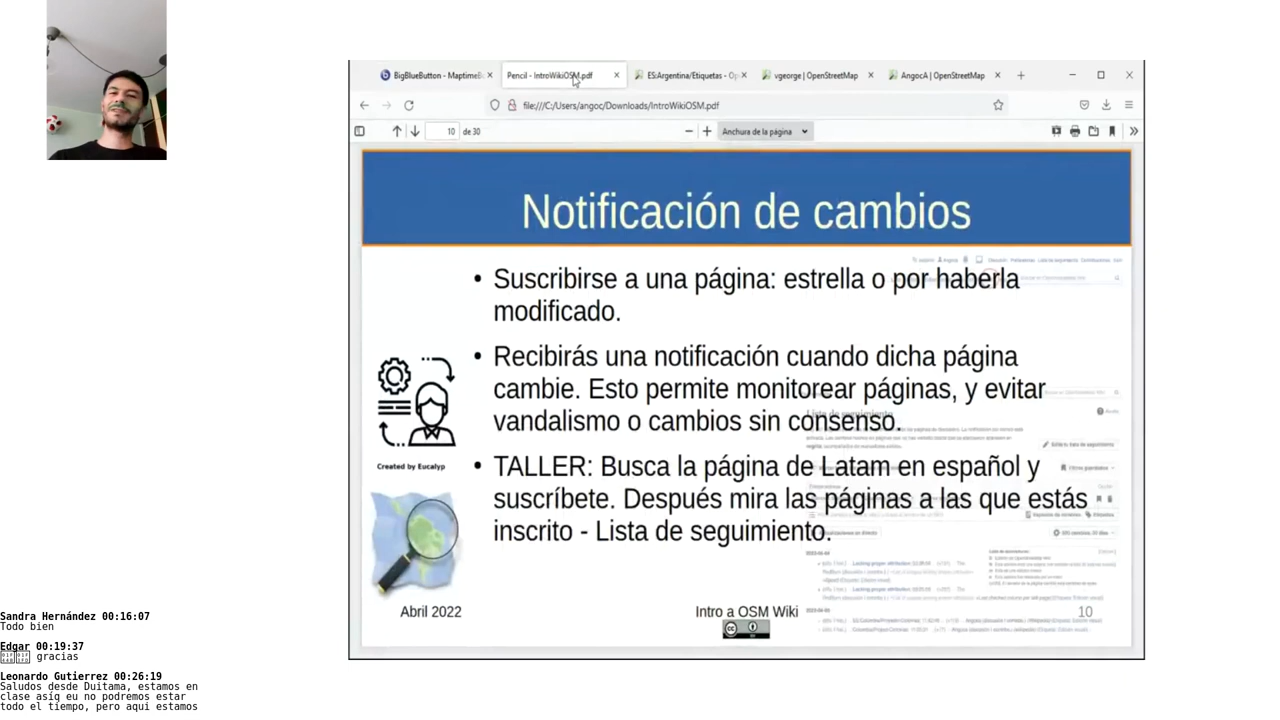 BigBlueButton - Maptime
Pencil - IntroWikiOSM.pdf
ES:Argentina/Etiquetas - Op
vgeorge | OpenStreetMap
AngocA | OpenStreetMap
file:///C:/Users/angoc/Downloads/IntroWikiOSM.pdf
10 de 30
Anchura de la página
Notificación de cambios
• Suscribirse a una página: estrella o por haberla
modificado.
• Recibirás una notificación cuando dicha página
cambie. Esto permite monitorear páginas, y evitar
vandalismo o cambios sin consenso.
Lista de seguimiento
Created by Eucalyp
• TALLER: Busca la página de Latam en español y
suscríbete. Después mira las páginas a las que estás
inscrito - Lista de seguimiento.
Abril 2022
Intro a OSM Wiki
10
Sandra Hernández 00:16:07
Todo bien
Edgar 00:19:37
gracias
Leonardo Gutierrez 00:26:19
Saludos desde Duitama, estamos en
clase asig eu no podremos estar
todo el tiempo, pero aqui estamos